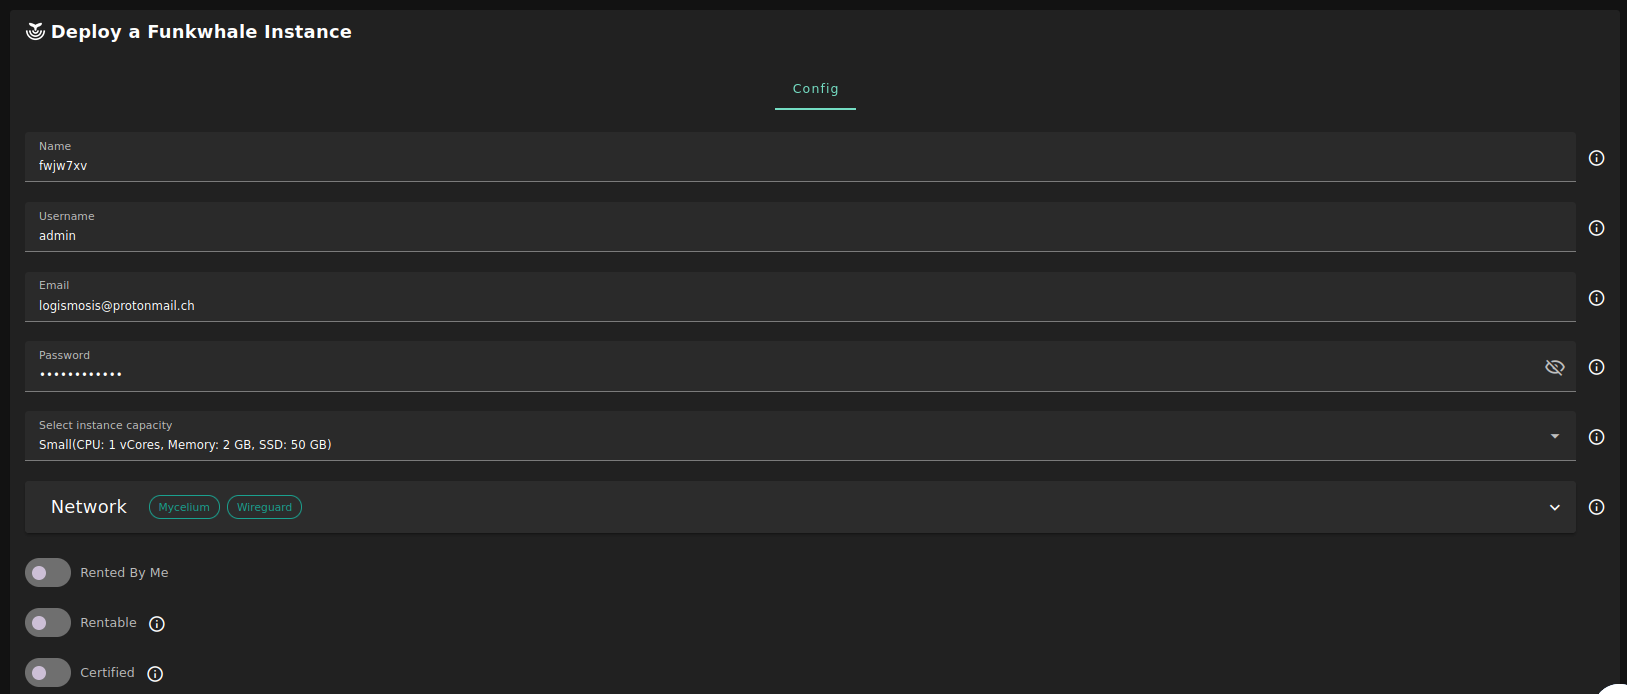 Deploy a Funkwhale Instance
Config
Name
fwjw7xv
Username
admin
Email
logismosis@protonmail.ch
Password
••••••••••••
Select instance capacity
Small(CPU: 1 vCores, Memory: 2 GB, SSD: 50 GB)
Network Mycelium Wireguard
Rented By Me
Rentable
Certified